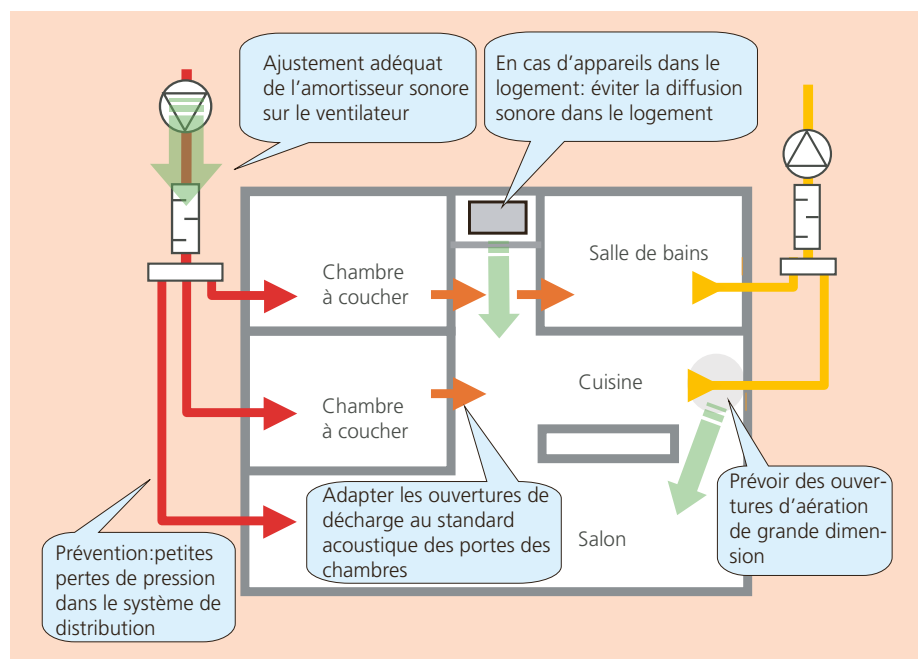 Ajustement adéquat
de l'amortisseur sonore
sur le ventilateur
En cas d'appareils dans le
logement: éviter la diffusion
sonore dans le logement
Chambre
à coucher
Salle de bains
Chambre
à coucher
Cuisine
Adapter les ouvertures de
décharge au standard
acoustique des portes des
chambres
Salon
Prévoir des ouver-
tures d'aération
de grande dimen-
sion
Prévention:petites
pertes de pression
dans le système de
distribution